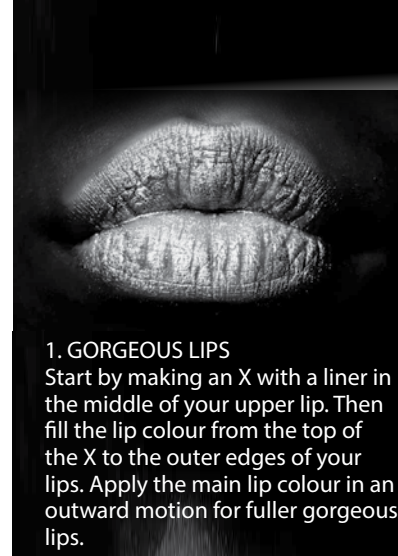 1. GORGEOUS LIPS
Start by making an X with a liner in
the middle of your upper lip. Then
fill the lip colour from the top of
the X to the outer edges of your
lips. Apply the main lip colour in an
outward motion for fuller gorgeous
lips.